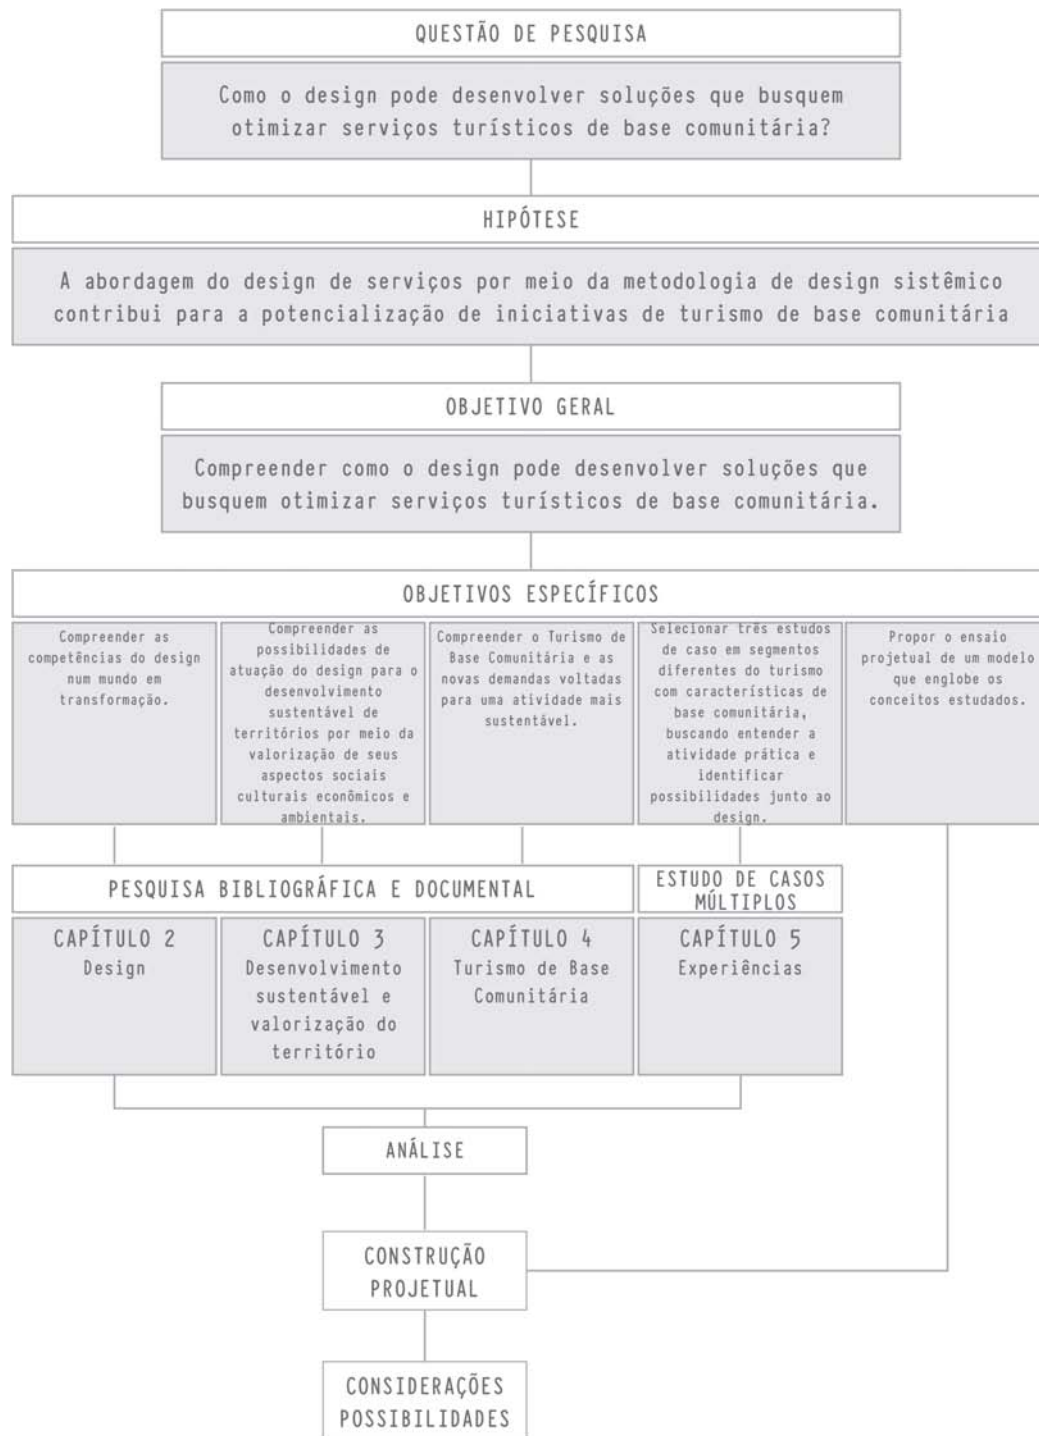 QUESTÃO DE PESQUISA
Como o design pode desenvolver soluções que busquem
otimizar serviços turísticos de base comunitária?
HIPÓTESE
A abordagem do design de serviços por meio da metodologia de design sistêmico
contribui para a potencialização de iniciativas de turismo de base comunitária
OBJETIVO GERAL
Compreender como o design pode desenvolver soluções que
busquem otimizar serviços turísticos de base comunitária.
OBJETIVOS ESPECÍFICOS
Compreender as
competências do design
num mundo em
transformação.
Compreender as
possibilidades de
atuação do design para o
desenvolvimento
sustentável de
territórios por meio da
valorização de seus
aspectos sociais
culturais econômicos e
ambientais.
Compreender o Turismo de
Base Comunitária e as
novas demandas voltadas
para uma atividade mais
sustentável.
Selecionar três estudos
de caso em segmentos
diferentes do turismo
com características de
base comunitária,
buscando entender a
atividade prática e
identificar
possibilidades junto ao
design.
Propor o ensaio
projetual de um modelo
que englobe os
conceitos estudados.
PESQUISA BIBLIOGRÁFICA E DOCUMENTAL
ESTUDO DE CASOS
MÚLTIPLOS
CAPÍTULO 2
Design
CAPÍTULO 3
Desenvolvimento
sustentável e
valorização do
território
CAPÍTULO 4
Turismo de Base
Comunitária
CAPÍTULO 5
Experiências
ANÁLISE
CONSTRUÇÃO
PROJETUAL
CONSIDERAÇÕES
POSSIBILIDADES